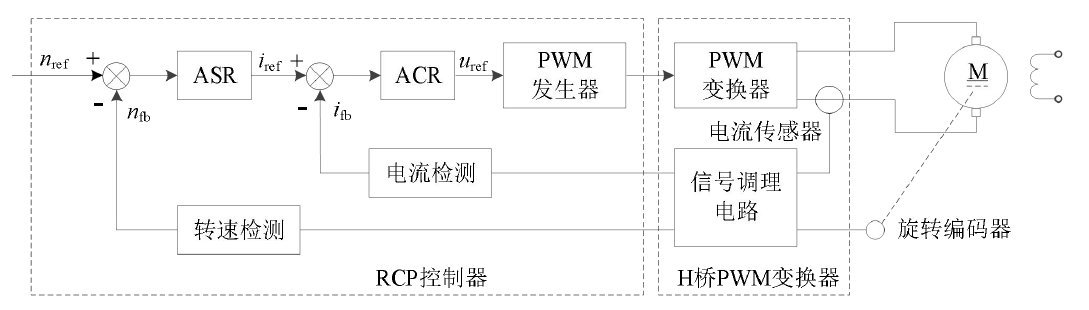 n_ref
+
-
n_fb
ASR
i_ref
+
-
i_fb
ACR
u_ref
PWM
发生器
PWM
变换器
M
电流传感器
电流检测
信号调理
电路
转速检测
旋转编码器
RCP控制器
H桥PWM变换器